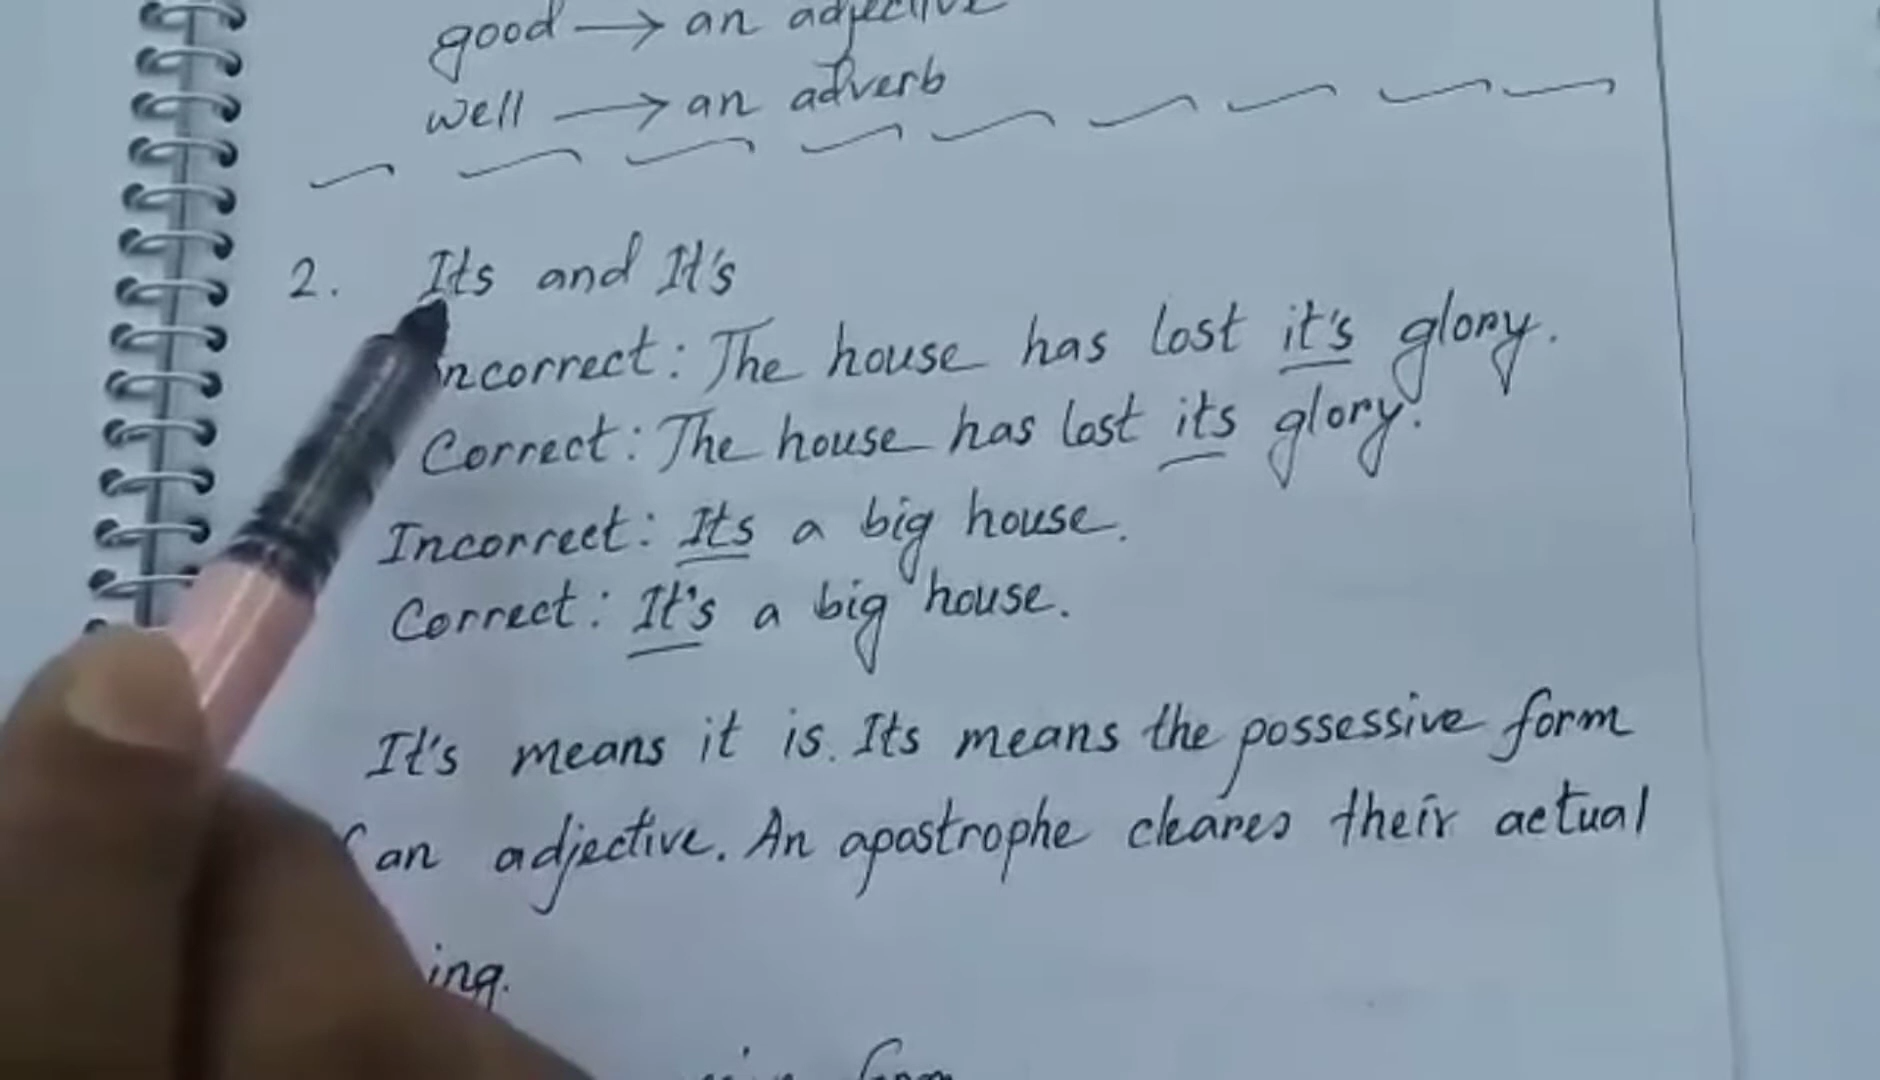 good → an adjective
well → an adverb
2. Its and It's
Incorrect: The house has lost it's glory.
Correct: The house has lost its glory.
Incorrect: Its a big house.
Correct: It's a big house.
It's means it is. Its means the possessive form
an adjective. An apostrophe cleares their actual
ing.